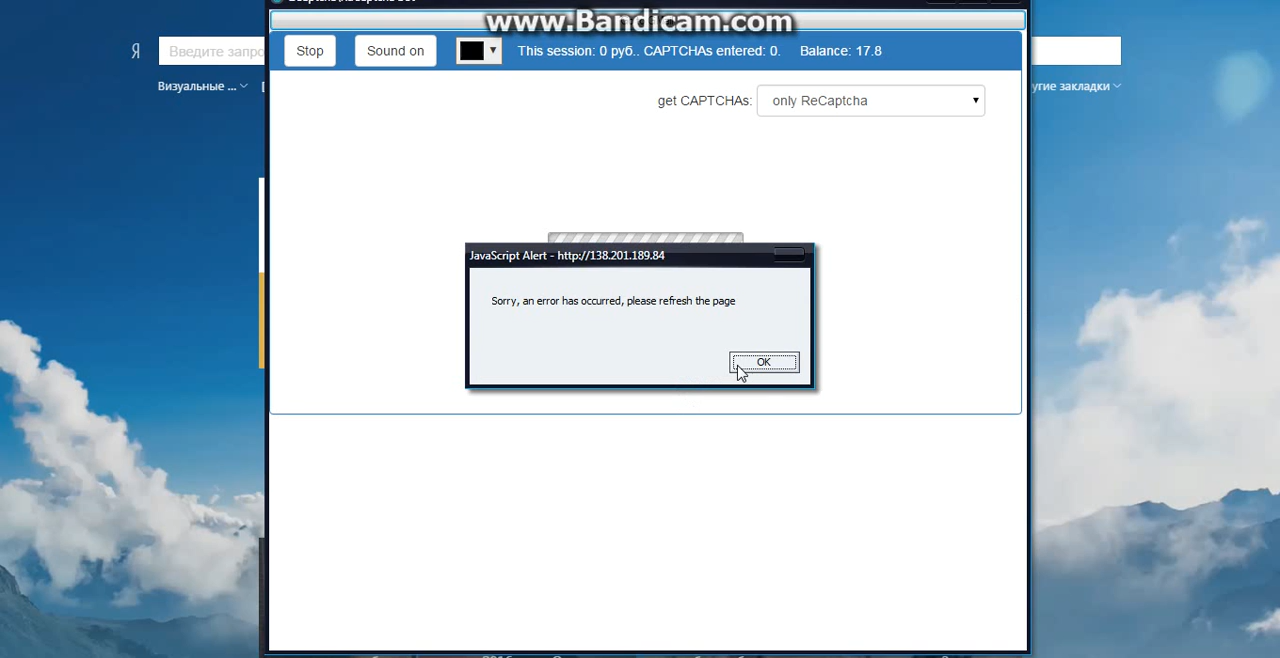 www.Bandicam.com
Я
Введите запро
Stop
Sound on
This session: 0 руб.. CAPTCHAs entered: 0.
Balance: 17.8
Визуальные ...
угие закладки
get CAPTCHAs:
only ReCaptcha
JavaScript Alert - http://138.201.189.84
Sorry, an error has occurred, please refresh the page
OK